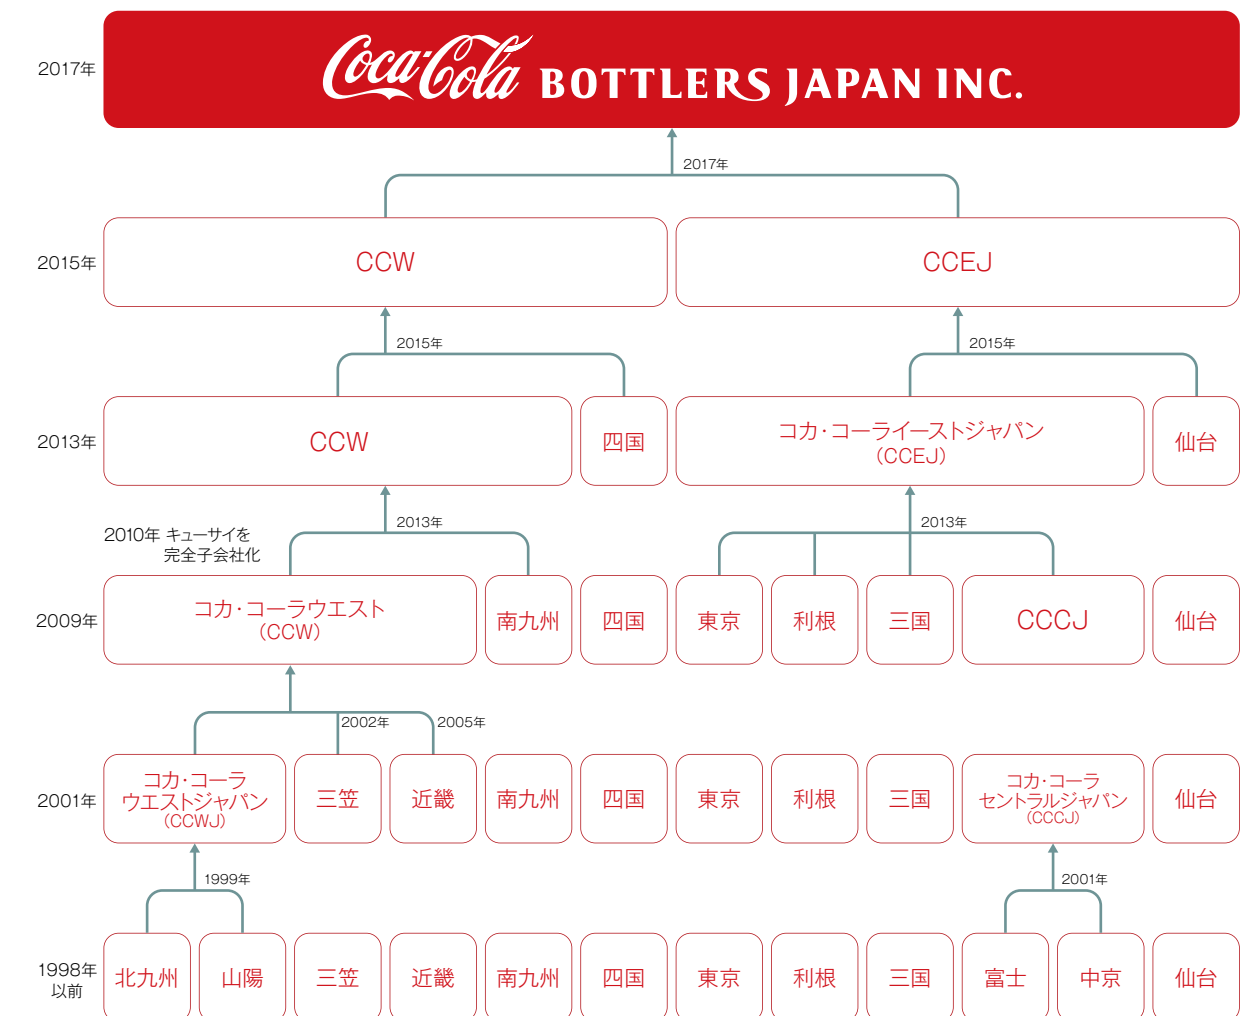 2017年
Coca-Cola BOTTLERS JAPAN INC.
2017年
2015年
CCW
CCEJ
2015年
2015年
2013年
CCW
四国
コカ・コーライーストジャパン
（CCEJ）
仙台
2010年 キューサイを
完全子会社化
2013年
2013年
2009年
コカ・コーラウエスト
（CCW）
南九州
四国
東京
利根
三国
CCCJ
仙台
2002年
2005年
2001年
コカ・コーラ
ウエストジャパン
（CCWJ）
三笠
近畿
南九州
四国
東京
利根
三国
コカ・コーラ
セントラルジャパン
（CCCJ）
仙台
1999年
2001年
1998年
以前
北九州
山陽
三笠
近畿
南九州
四国
東京
利根
三国
富士
中京
仙台